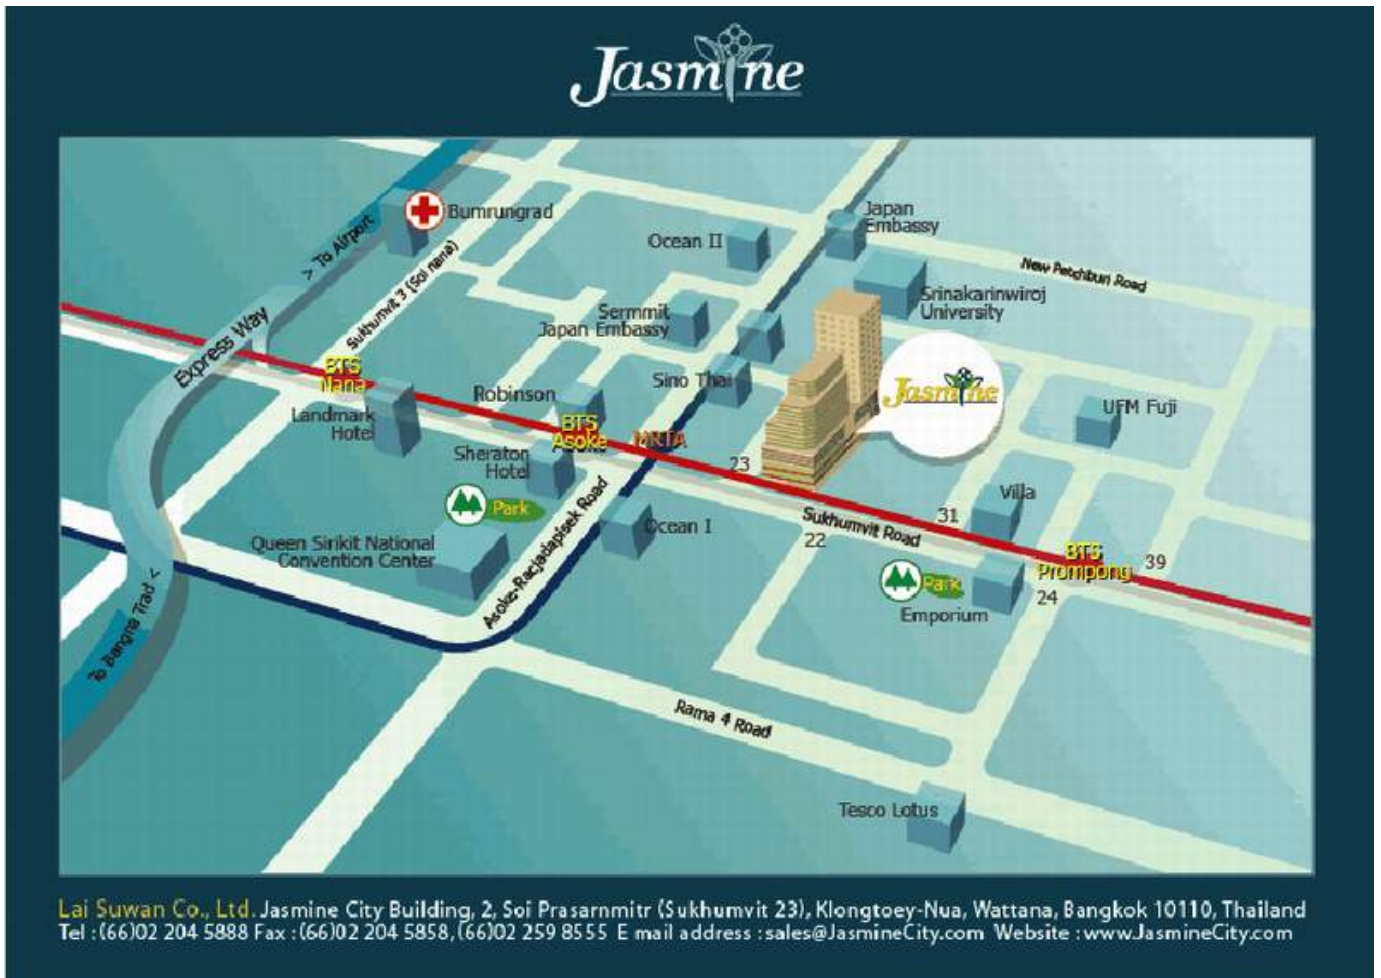 Jasmine
Bumrungrad
Japan
Embassy
Ocean II
> To Airport
Sukhumvit 3 (Soi nana)
New Petchburi Road
Srinakarinwiroj
University
Sermmit
Japan Embassy
Express Way
BTS
Nana
Sino Thai
Jasmine
Robinson
Landmark
Hotel
UFM Fuji
BTS
Asoke
MRTA
Sheraton
Hotel
23
Villa
Park
31
Sukhumvit Road
22
Ocean I
Asoke-Racjadapisek Road
Queen Sirikit National
Convention Center
BTS
Prompong
39
Park
24
Emporium
To Bangna Trad <
Rama 4 Road
Tesco Lotus
Lai Suwan Co., Ltd. Jasmine City Building, 2, Soi Prasarnmitr (Sukhumvit 23), Klongtoey-Nua, Wattana, Bangkok 10110, Thailand
Tel : (66)02 204 5888 Fax : (66)02 204 5858, (66)02 259 8555 E mail address : sales@JasmineCity.com Website : www.JasmineCity.com